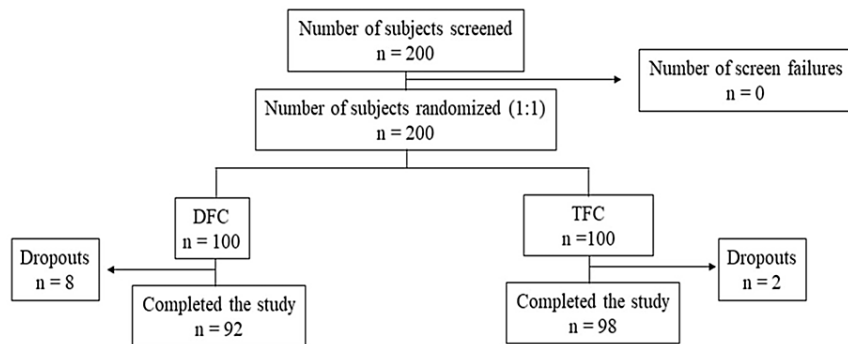 Number of subjects screened
n = 200
Number of screen failures
n = 0
Number of subjects randomized (1:1)
n = 200
DFC
n = 100
TFC
n =100
Dropouts
n = 8
Dropouts
n = 2
Completed the study
n = 92
Completed the study
n = 98